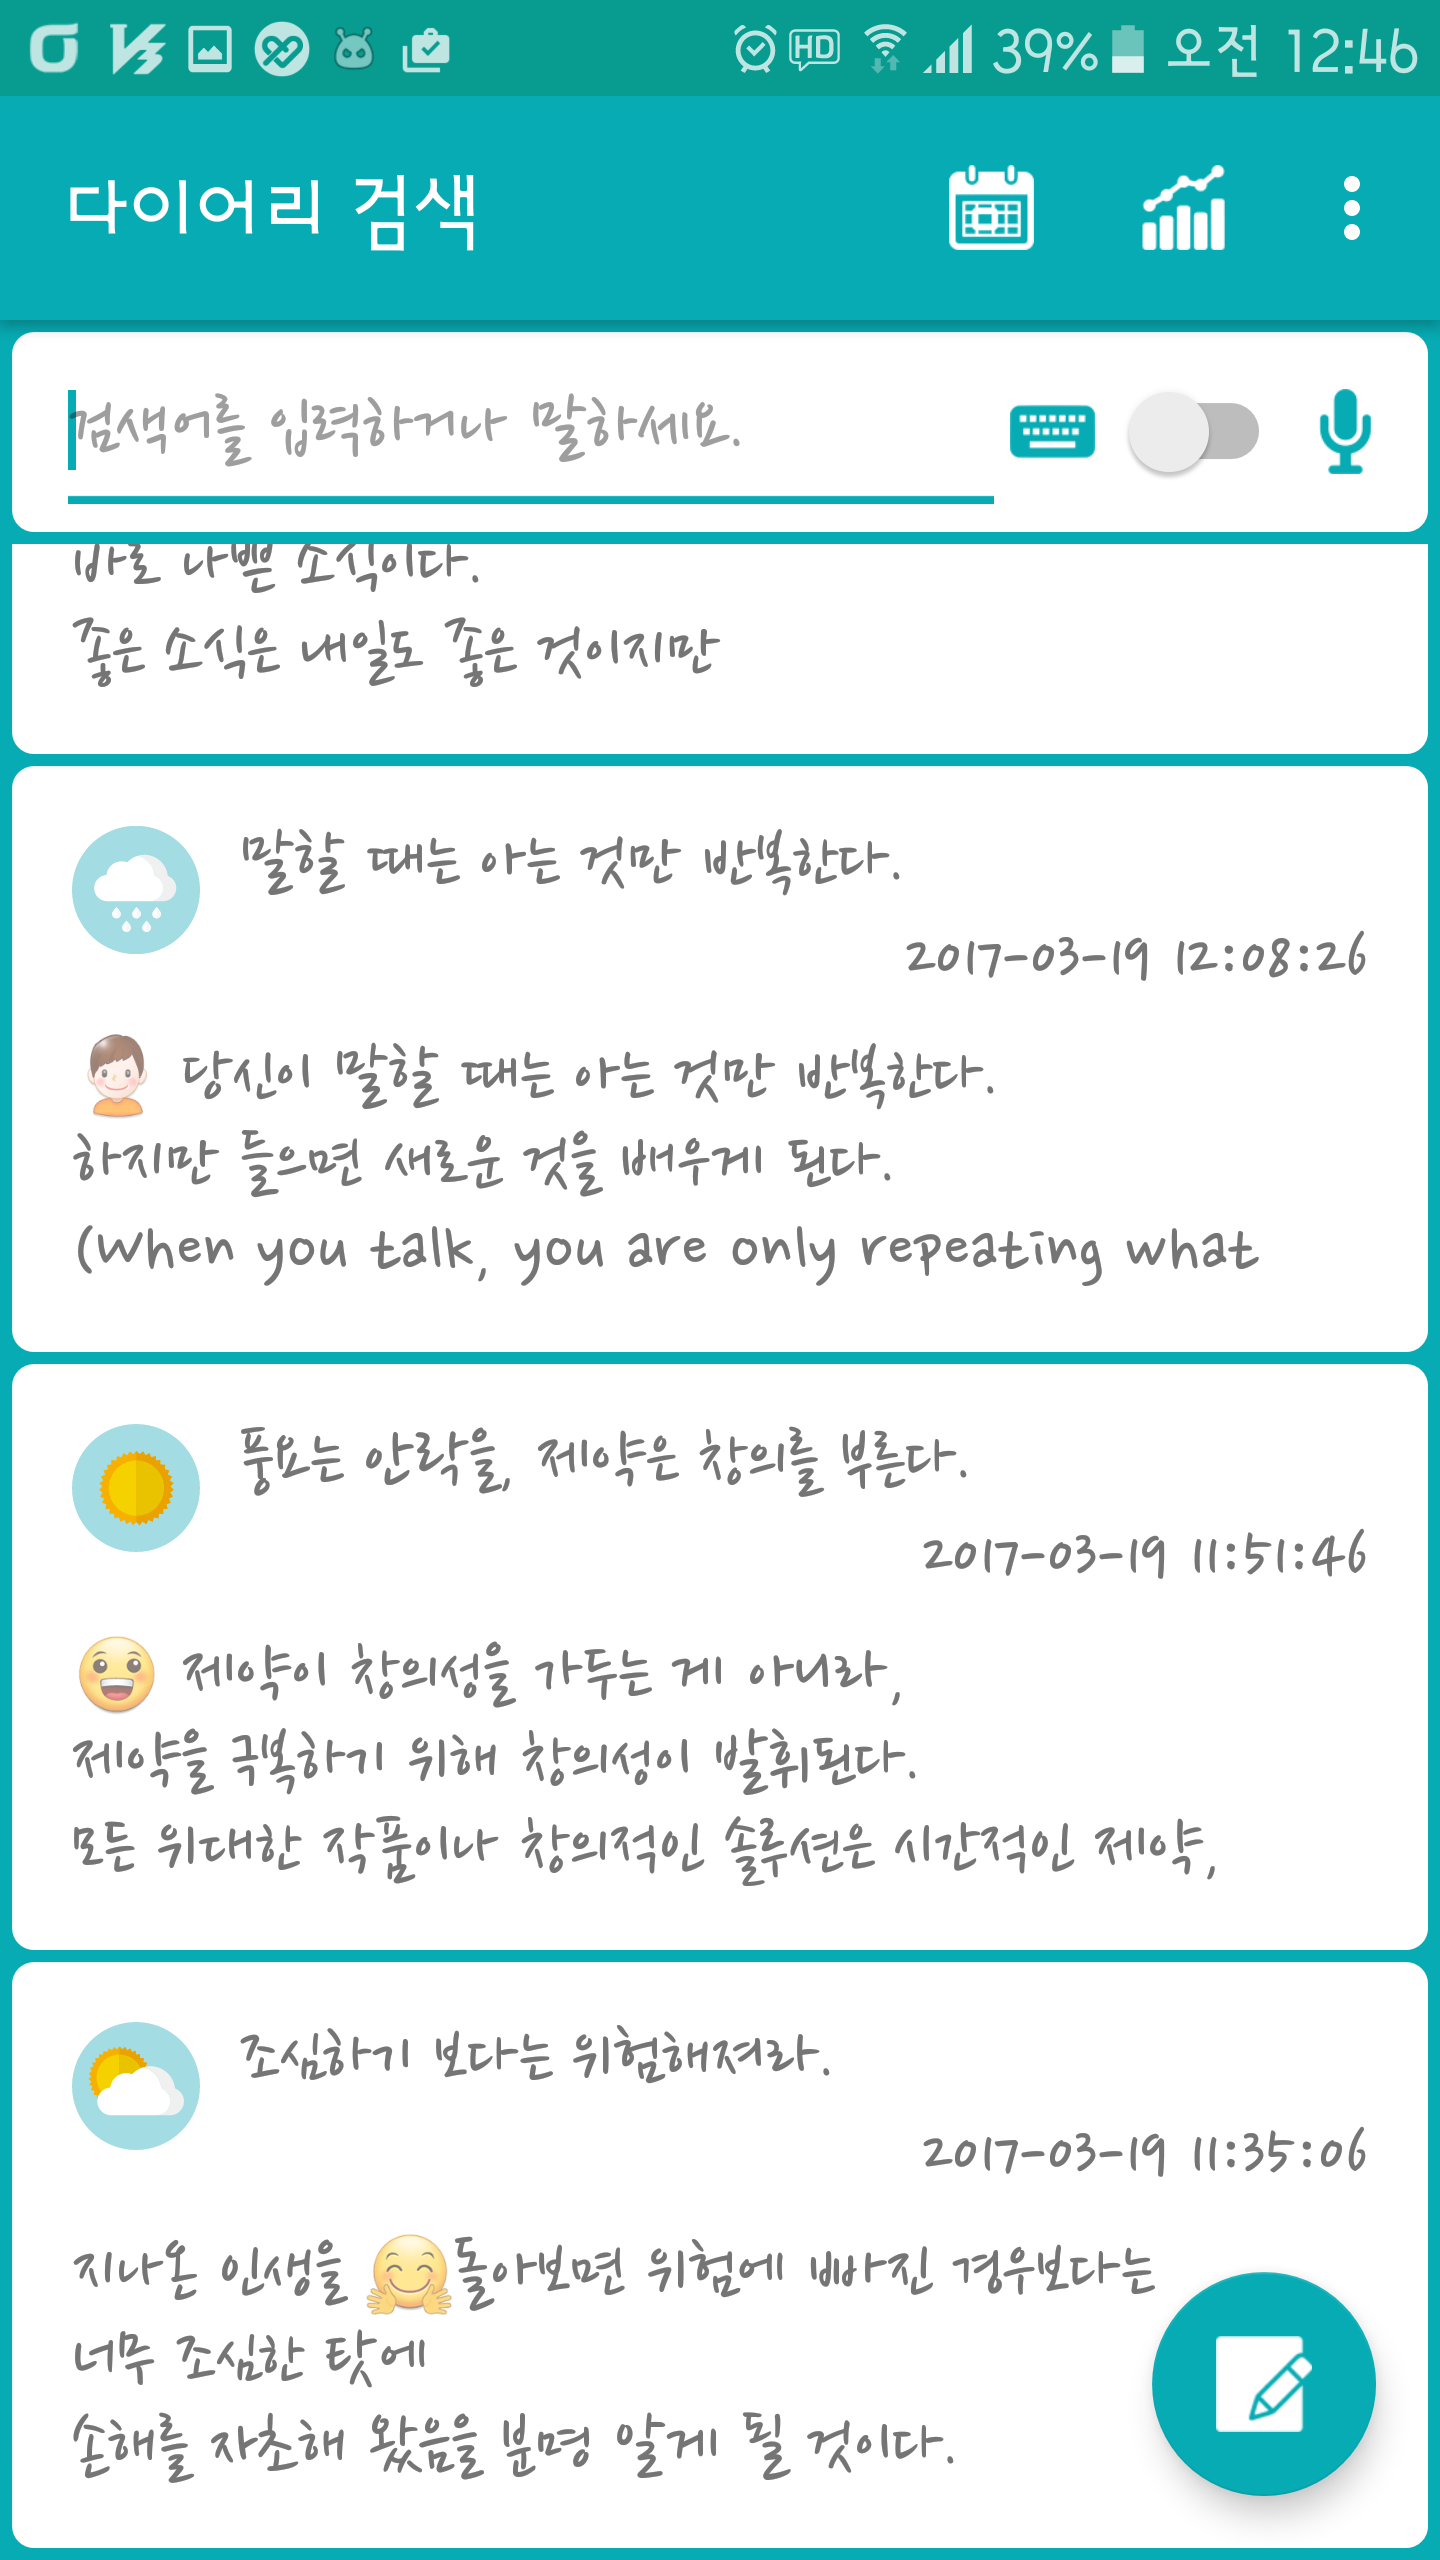 HD 39% 오전 12:46
다이어리 검색
검색어를 입력하거나 말하세요.
바로 나쁜 소식이다.
좋은 소식은 내일도 좋은 것이지만
말할 때는 아는 것만 반복한다.
2017-03-19 12:08:26
당신이 말할 때는 아는 것만 반복한다.
하지만 들으면 새로운 것을 배우게 된다.
(When you talk, you are only repeating what
풍요는 안락을, 제약은 창의를 부른다.
2017-03-19 11:51:46
제약이 창의성을 가두는 게 아니라,
제약을 극복하기 위해 창의성이 발휘된다.
모든 위대한 작품이나 창의적인 솔루션은 시간적인 제약,
조심하기 보다는 위험해져라.
2017-03-19 11:35:06
지나온 인생을 돌아보면 위험에 빠진 경우보다는
너무 조심한 탓에
손해를 자초해 왔음을 분명 알게 될 것이다.